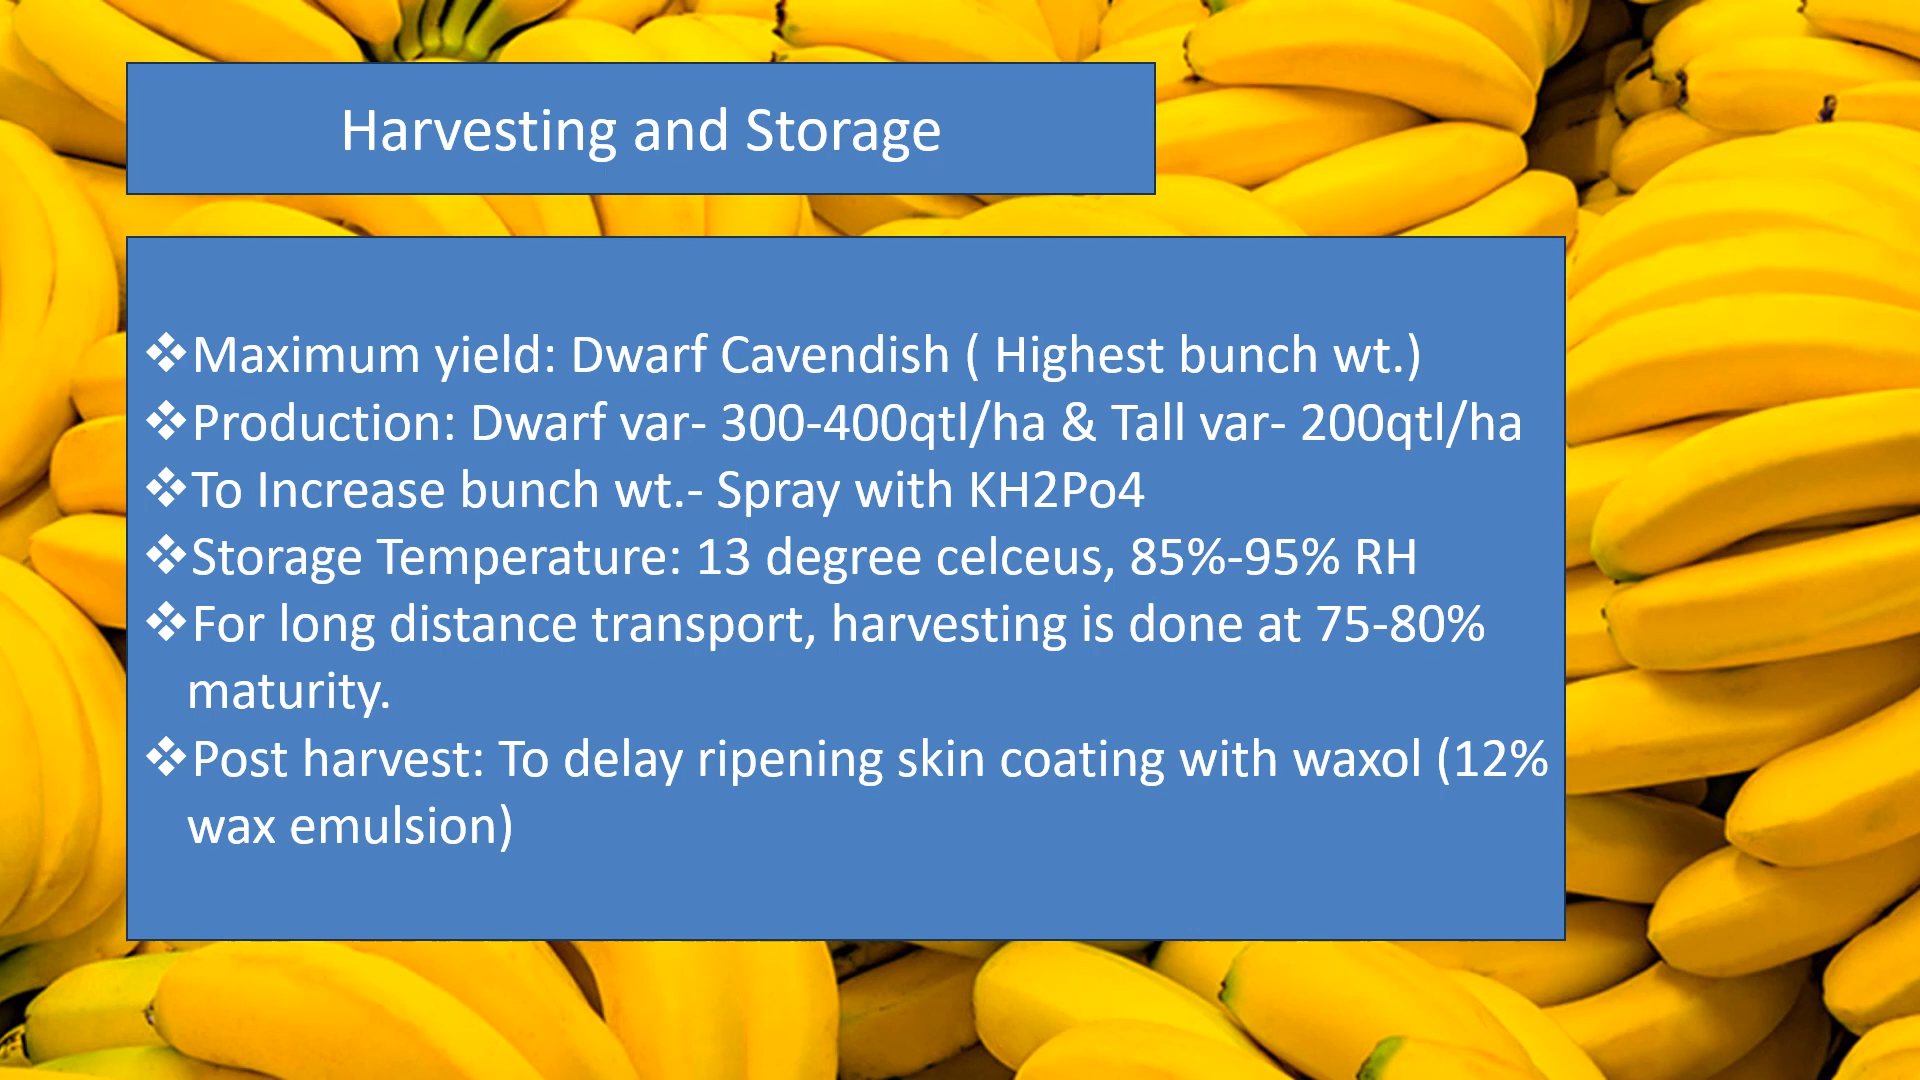 Harvesting and Storage
❖Maximum yield: Dwarf Cavendish ( Highest bunch wt.)
❖Production: Dwarf var- 300-400qtl/ha & Tall var- 200qtl/ha
❖To Increase bunch wt.- Spray with KH2Po4
❖Storage Temperature: 13 degree celceus, 85%-95% RH
❖For long distance transport, harvesting is done at 75-80%
maturity.
❖Post harvest: To delay ripening skin coating with waxol (12%
wax emulsion)